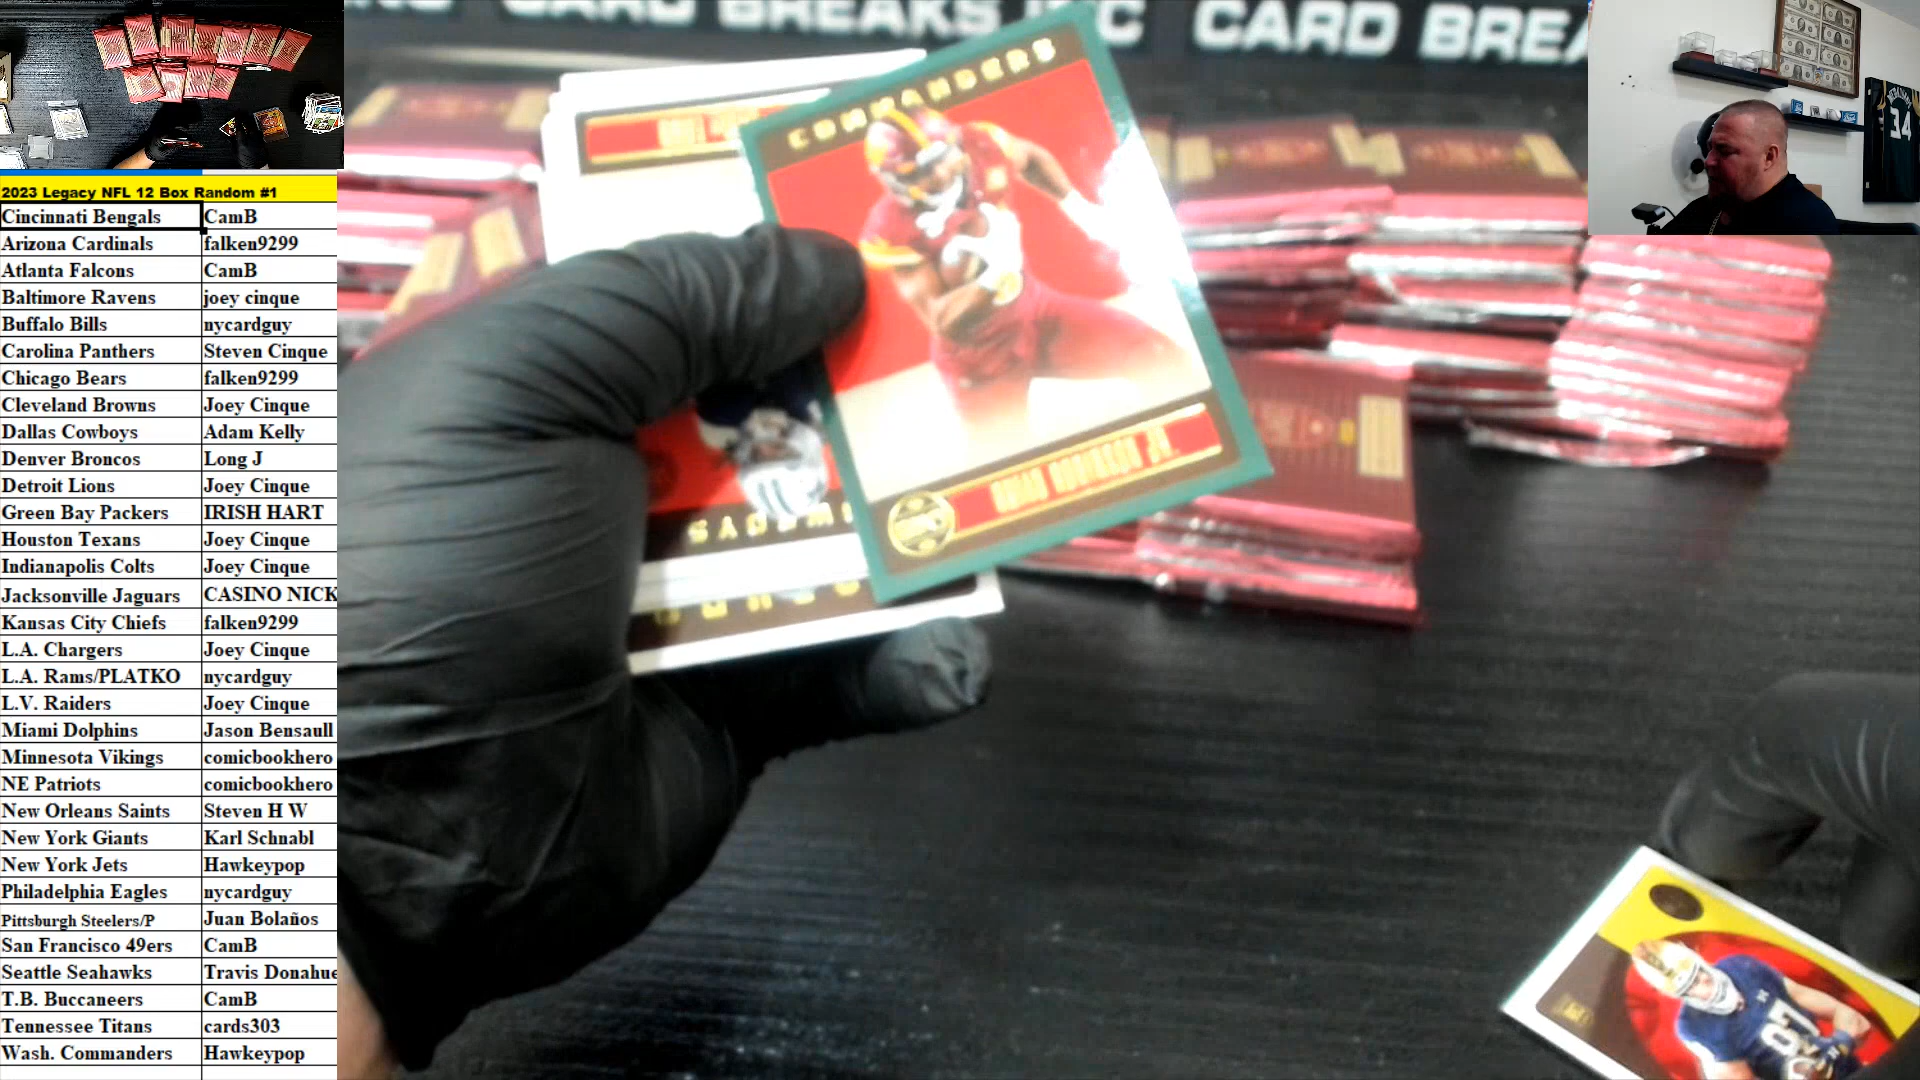 CARD BREAKS INC CARD BREA
2023 Legacy NFL 12 Box Random #1
Cincinnati Bengals CamB
Arizona Cardinals falken9299
Atlanta Falcons CamB
Baltimore Ravens joey cinque
Buffalo Bills nycardguy
Carolina Panthers Steven Cinque
Chicago Bears falken9299
Cleveland Browns Joey Cinque
Dallas Cowboys Adam Kelly
Denver Broncos Long J
Detroit Lions Joey Cinque
Green Bay Packers IRISH HART
Houston Texans Joey Cinque
Indianapolis Colts Joey Cinque
Jacksonville Jaguars CASINO NICK
Kansas City Chiefs falken9299
L.A. Chargers Joey Cinque
L.A. Rams/PLATKO nycardguy
L.V. Raiders Joey Cinque
Miami Dolphins Jason Bensaull
Minnesota Vikings comicbookhero
NE Patriots comicbookhero
New Orleans Saints Steven H W
New York Giants Karl Schnabl
New York Jets Hawkeypop
Philadelphia Eagles nycardguy
Pittsburgh Steelers/P Juan Bolaños
San Francisco 49ers CamB
Seattle Seahawks Travis Donahue
T.B. Buccaneers CamB
Tennessee Titans cards303
Wash. Commanders Hawkeypop
COMMANDERS
BRIAN ROBINSON JR.
34
87